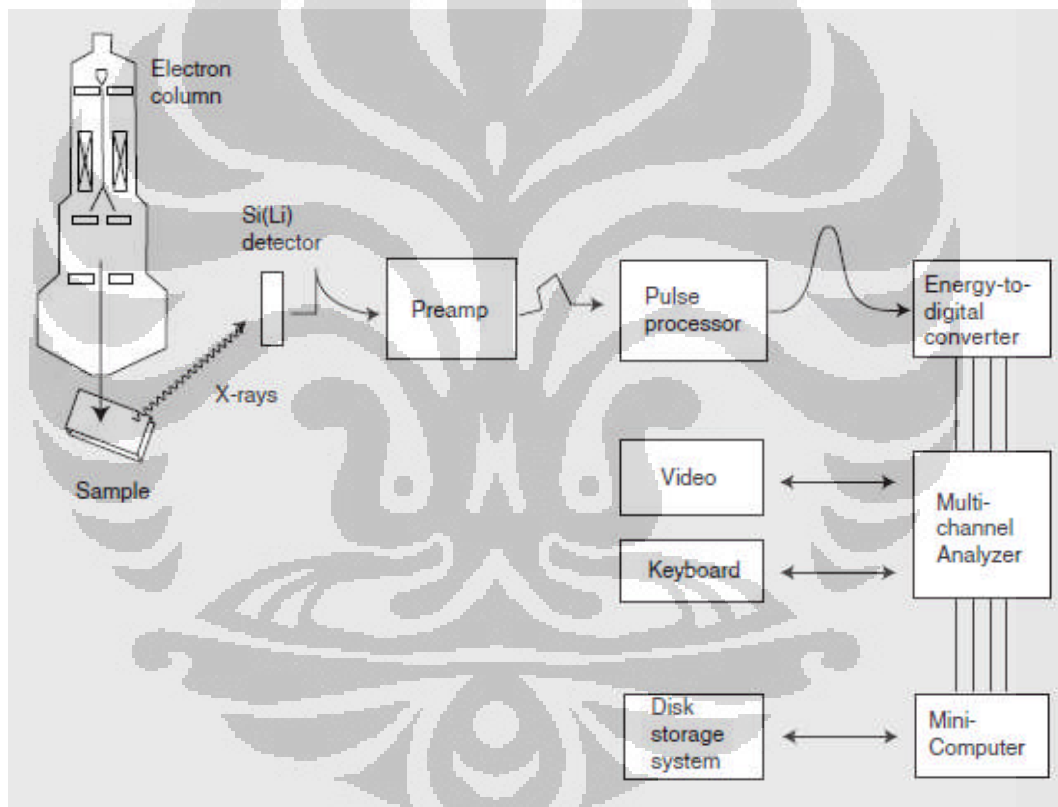 Electron
column
Si(Li)
detector
Preamp
Pulse
processor
Energy-to-
digital
converter
X-rays
Sample
Video
Multi-
channel
Analyzer
Keyboard
Disk
storage
system
Mini-
Computer